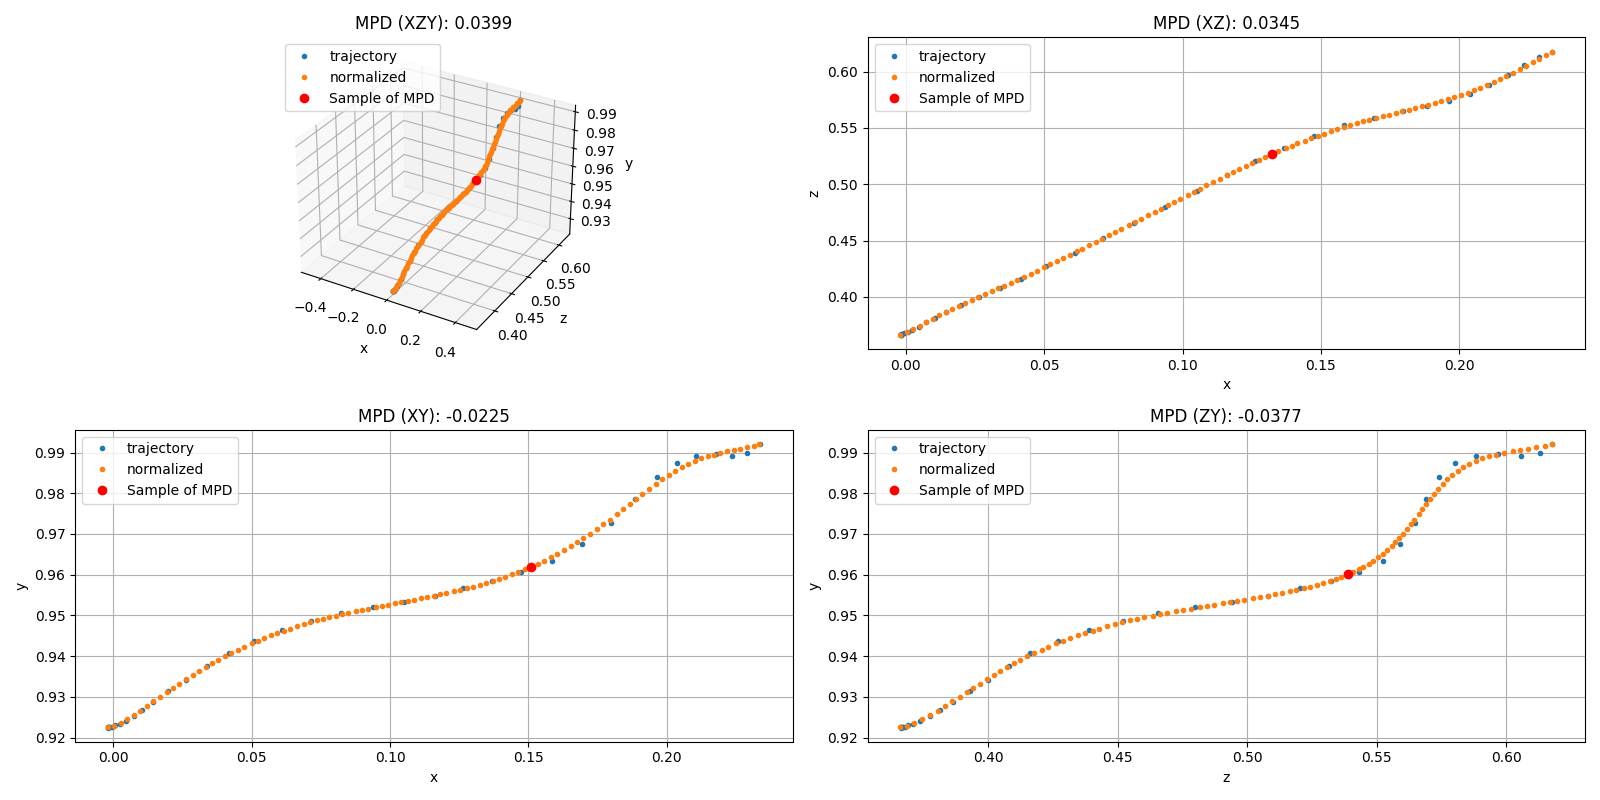 MPD (XZY): 0.0399
trajectory
normalized
Sample of MPD
0.99
0.98
0.97
0.96
0.95
0.94
0.93
y
0.60
0.55
0.50
0.45
0.40
z
−0.4
−0.2
0.0
0.2
0.4
x
MPD (XZ): 0.0345
trajectory
normalized
Sample of MPD
0.60
0.55
0.50
0.45
0.40
z
0.00 0.05 0.10 0.15 0.20
x
MPD (XY): -0.0225
trajectory
normalized
Sample of MPD
0.99
0.98
0.97
0.96
0.95
0.94
0.93
0.92
y
0.00 0.05 0.10 0.15 0.20
x
MPD (ZY): -0.0377
trajectory
normalized
Sample of MPD
0.99
0.98
0.97
0.96
0.95
0.94
0.93
0.92
y
0.40 0.45 0.50 0.55 0.60
z